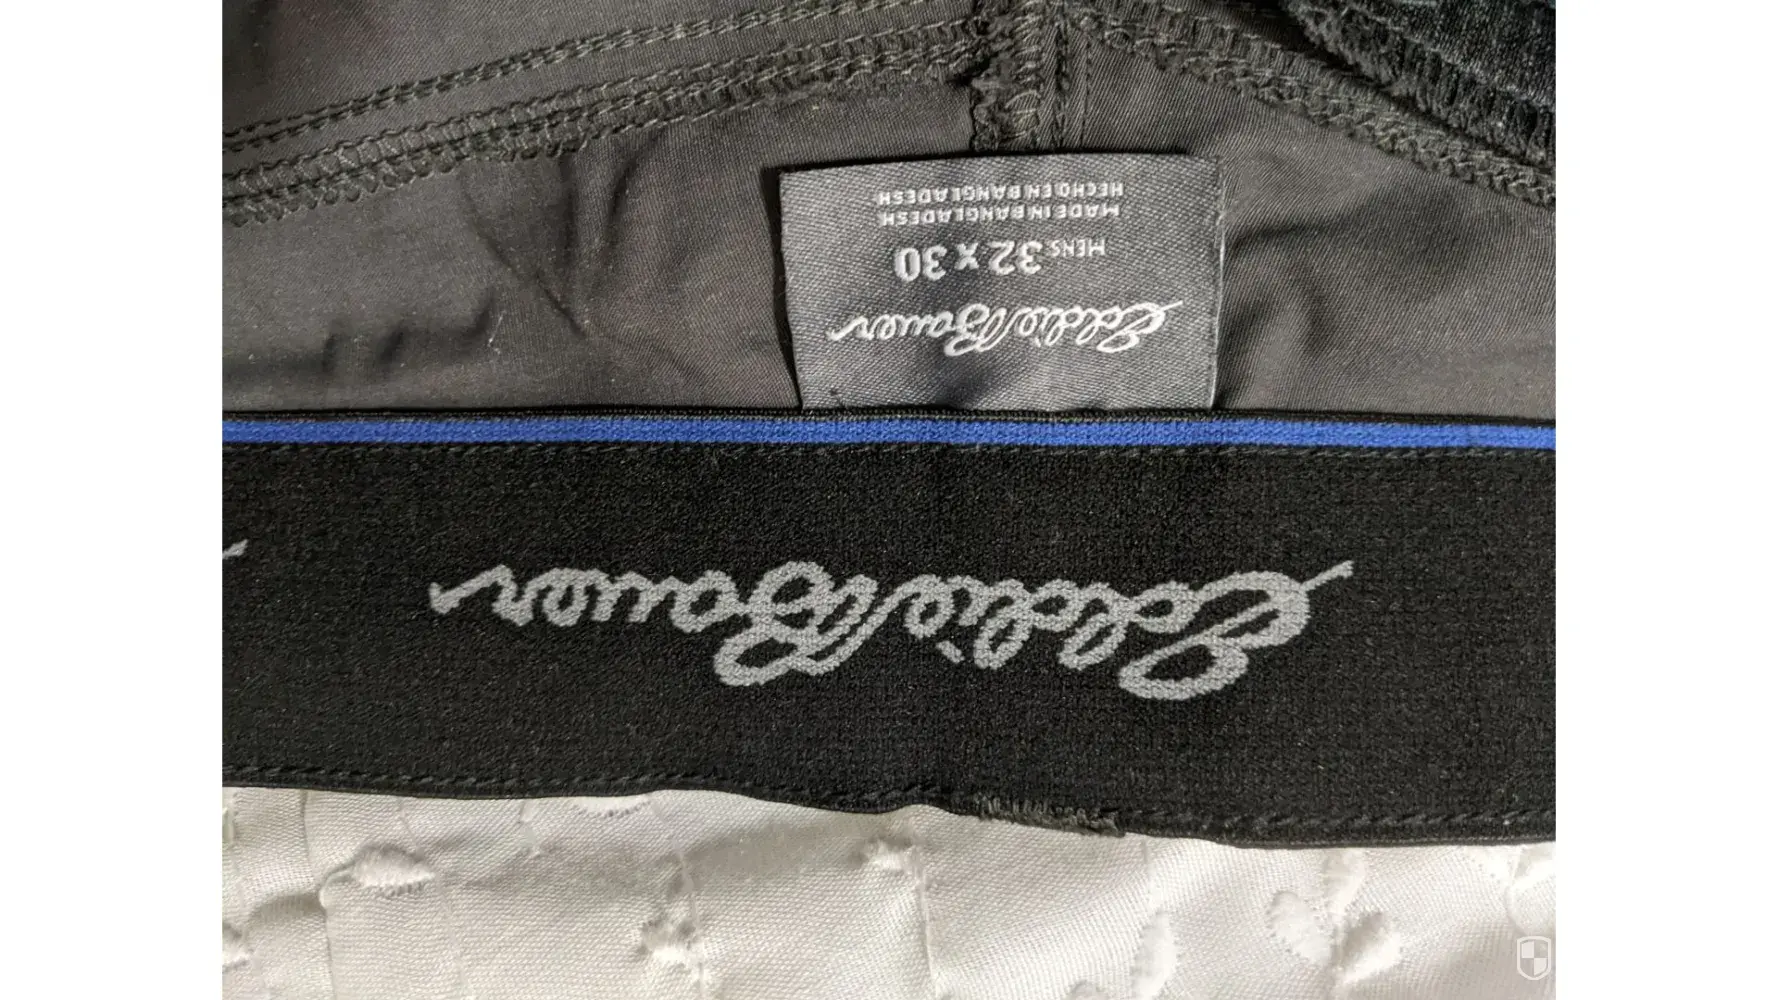 Eddie Bauer
MENS 32 x 30
MADE IN BANGLADESH
HECHO EN BANGLADESH
Eddie Bauer